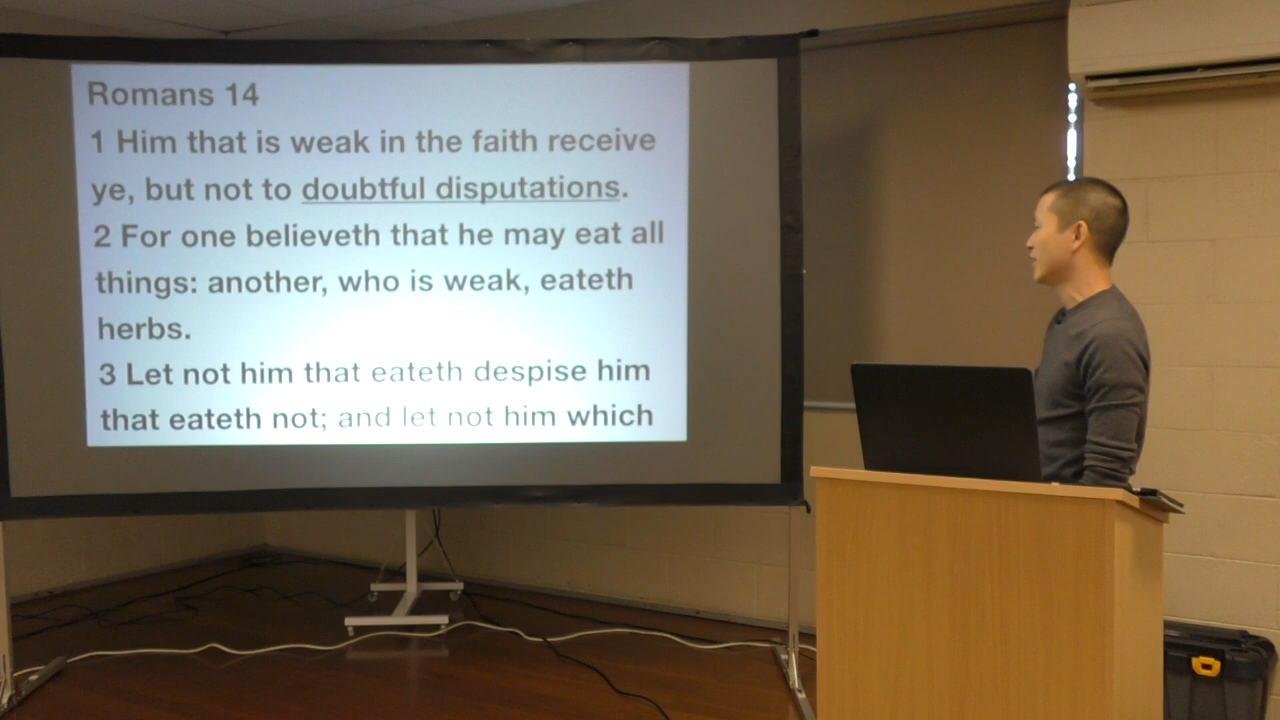 Romans 14
1 Him that is weak in the faith receive
ye, but not to doubtful disputations.
2 For one believeth that he may eat all
things: another, who is weak, eateth
herbs.
3 Let not him that eateth despise him
that eateth not; and let not him which